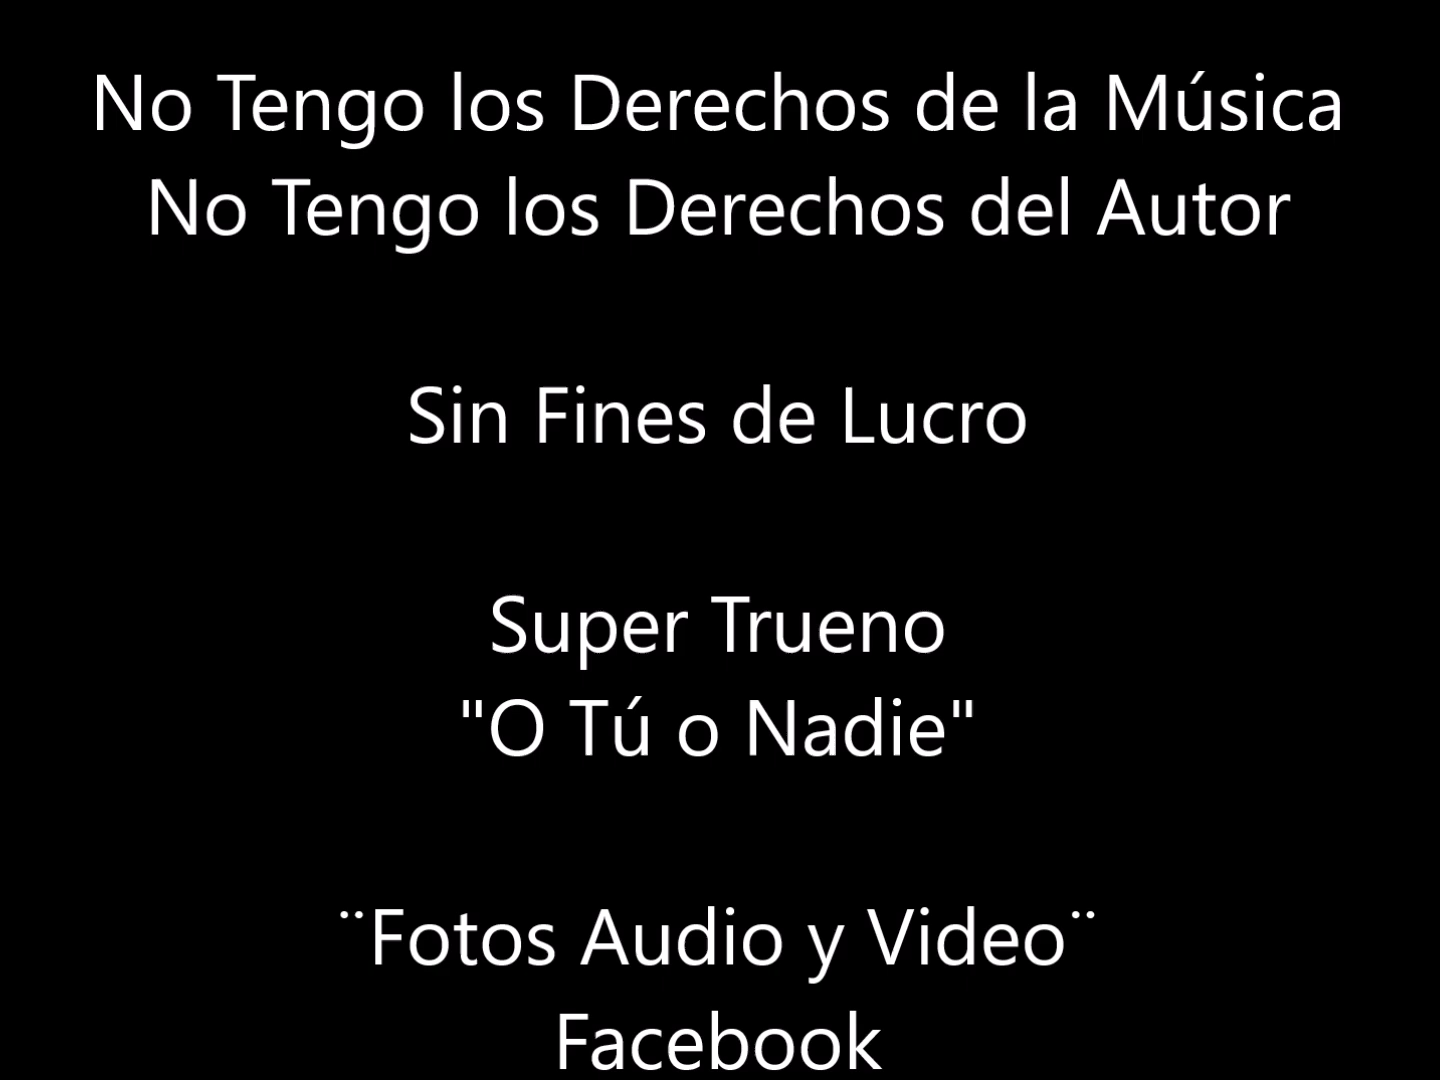 No Tengo los Derechos de la Música
No Tengo los Derechos del Autor
Sin Fines de Lucro
Super Trueno
"O Tú o Nadie"
¨Fotos Audio y Video¨
Facebook